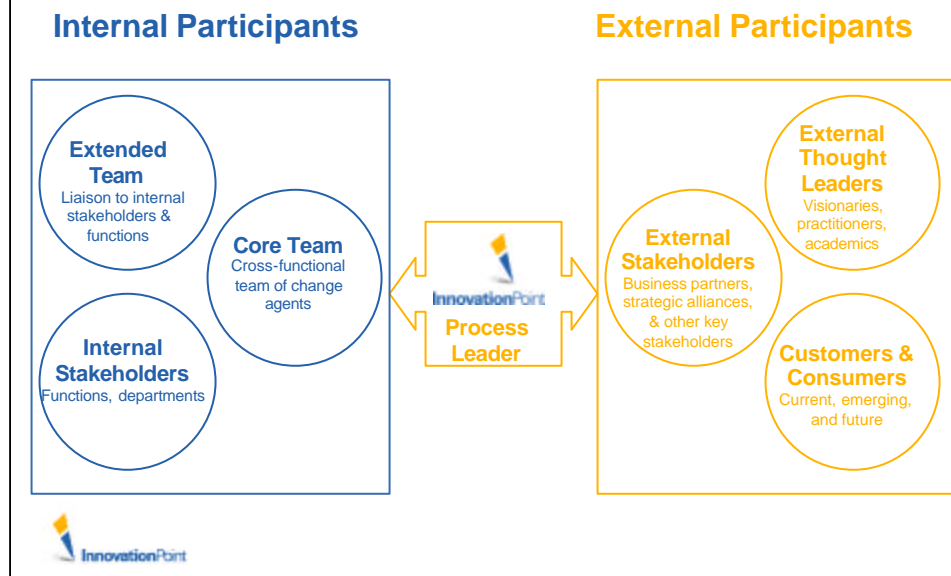 Internal Participants
External Participants
Extended
Team
Liaison to internal
stakeholders &
functions
Core Team
Cross-functional
team of change
agents
Internal
Stakeholders
Functions, departments
InnovationPoint
Process
Leader
External
Thought
Leaders
Visionaries,
practitioners,
academics
External
Stakeholders
Business partners,
strategic alliances,
& other key
stakeholders
Customers &
Consumers
Current, emerging,
and future
InnovationPoint